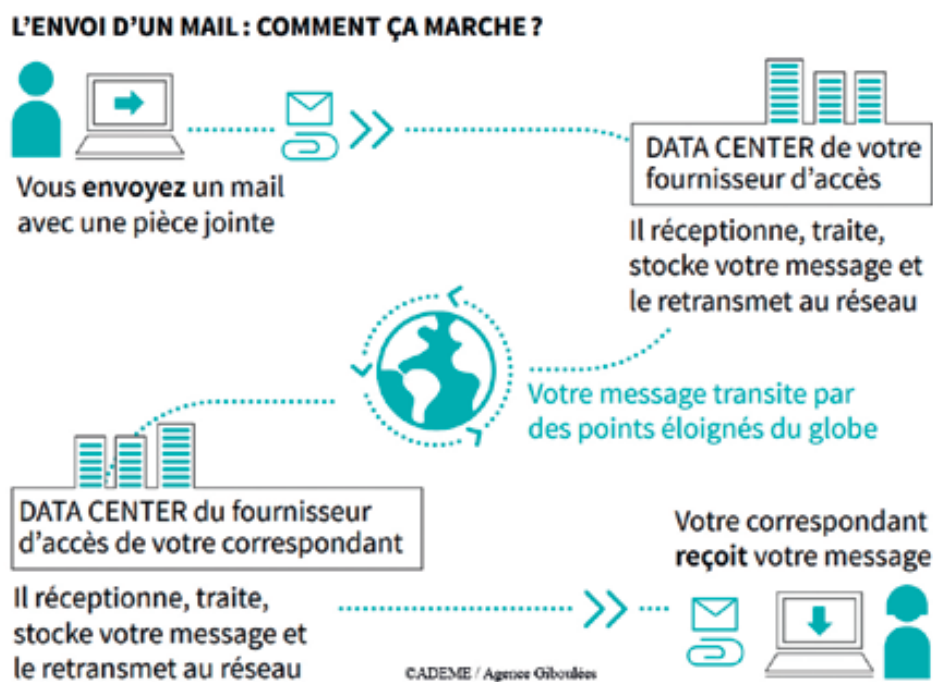 L'ENVOI D'UN MAIL : COMMENT ÇA MARCHE ?
Vous envoyez un mail
avec une pièce jointe
DATA CENTER de votre
fournisseur d'accès
Il réceptionne, traite,
stocke votre message et
le retransmet au réseau
Votre message transite par
des points éloignés du globe
DATA CENTER du fournisseur
d'accès de votre correspondant
Il réceptionne, traite,
stocke votre message et
le retransmet au réseau
Votre correspondant
reçoit votre message
©ADEME / Agence Giboulées